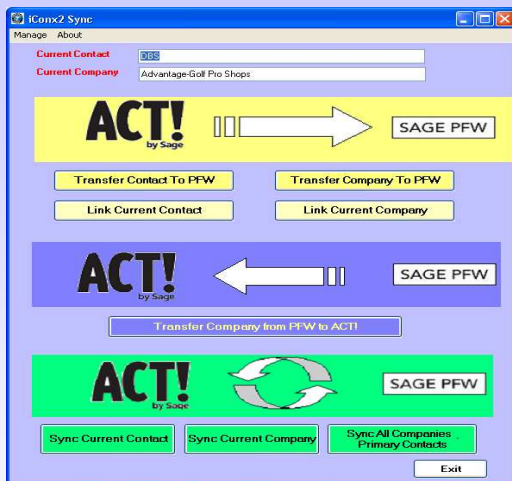 iConx2 Sync
Manage About
Current Contact DBS
Current Company Advantage-Golf Pro Shops
ACT!
by Sage
SAGE PFW
Transfer Contact To PFW Transfer Company To PFW
Link Current Contact Link Current Company
ACT!
by Sage
SAGE PFW
Transfer Company from PFW to ACT!
ACT!
by Sage
SAGE PFW
Sync Current Contact Sync Current Company Sync All Companies
Primary Contacts
Exit